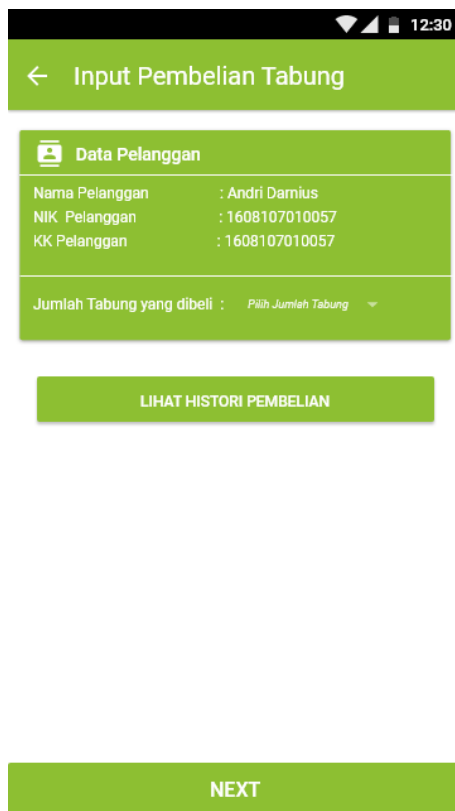 12:30
Input Pembelian Tabung
Data Pelanggan
Nama Pelanggan : Andri Darnius
NIK Pelanggan : 1608107010057
KK Pelanggan : 1608107010057
Jumlah Tabung yang dibeli : Pilih Jumlah Tabung
LIHAT HISTORI PEMBELIAN
NEXT